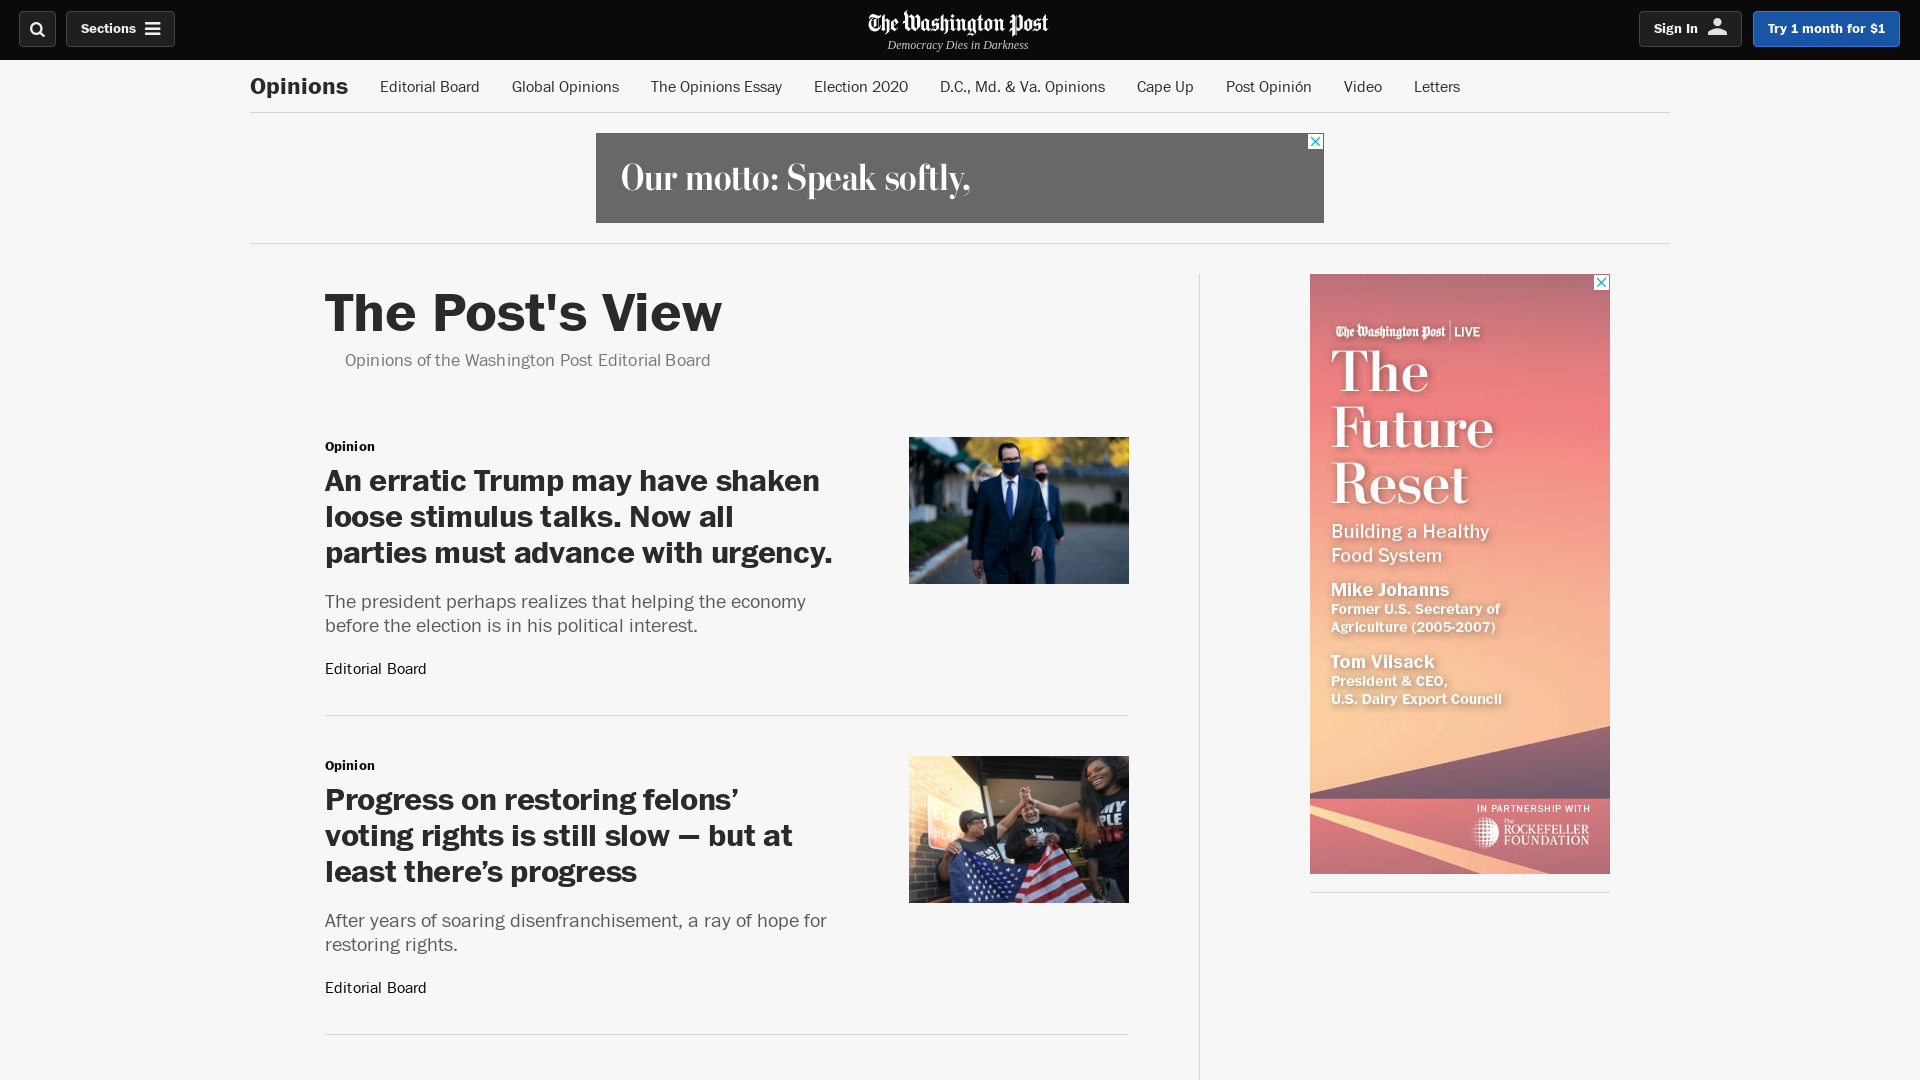 Sections
The Washington Post
Democracy Dies in Darkness
Sign In
Try 1 month for $1
Opinions
Editorial Board
Global Opinions
The Opinions Essay
Election 2020
D.C., Md. & Va. Opinions
Cape Up
Post Opinión
Video
Letters
Our motto: Speak softly,
The Post's View
Opinions of the Washington Post Editorial Board
Opinion
An erratic Trump may have shaken
loose stimulus talks. Now all
parties must advance with urgency.
The president perhaps realizes that helping the economy
before the election is in his political interest.
Editorial Board
Opinion
Progress on restoring felons’
voting rights is still slow — but at
least there’s progress
After years of soaring disenfranchisement, a ray of hope for
restoring rights.
Editorial Board
The Washington Post LIVE
The
Future
Reset
Building a Healthy
Food System
Mike Johanns
Former U.S. Secretary of
Agriculture (2005-2007)
Tom Vilsack
President & CEO,
U.S. Dairy Export Council
IN PARTNERSHIP WITH
The
ROCKEFELLER
FOUNDATION